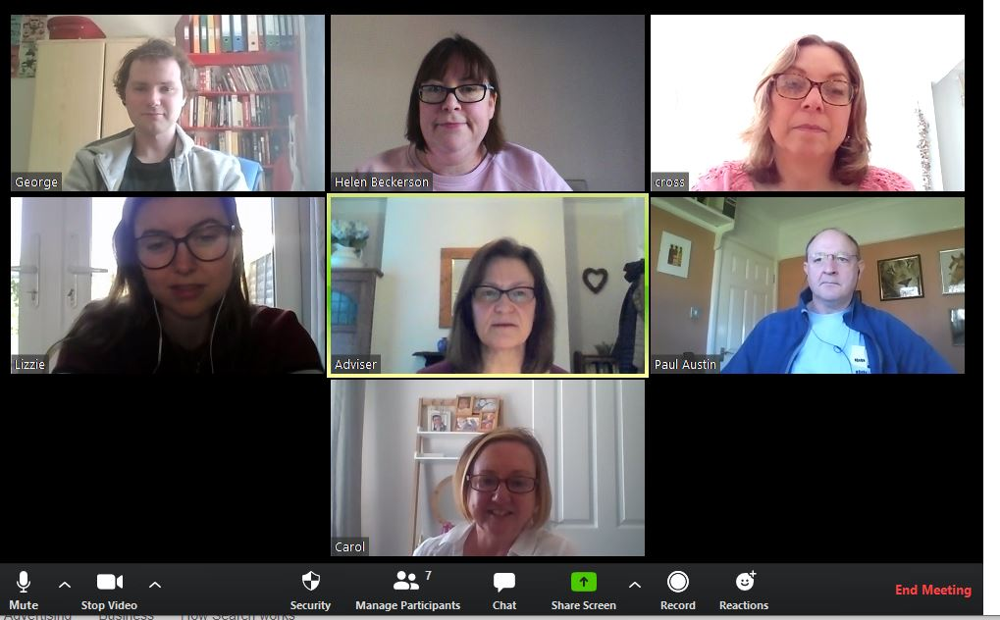 George
Helen Beckerson
cross
Lizzie
Adviser
Paul Austin
Carol
7
Mute
Stop Video
Security
Manage Participants
Chat
Share Screen
Record
Reactions
End Meeting
Advertising Business How Search works